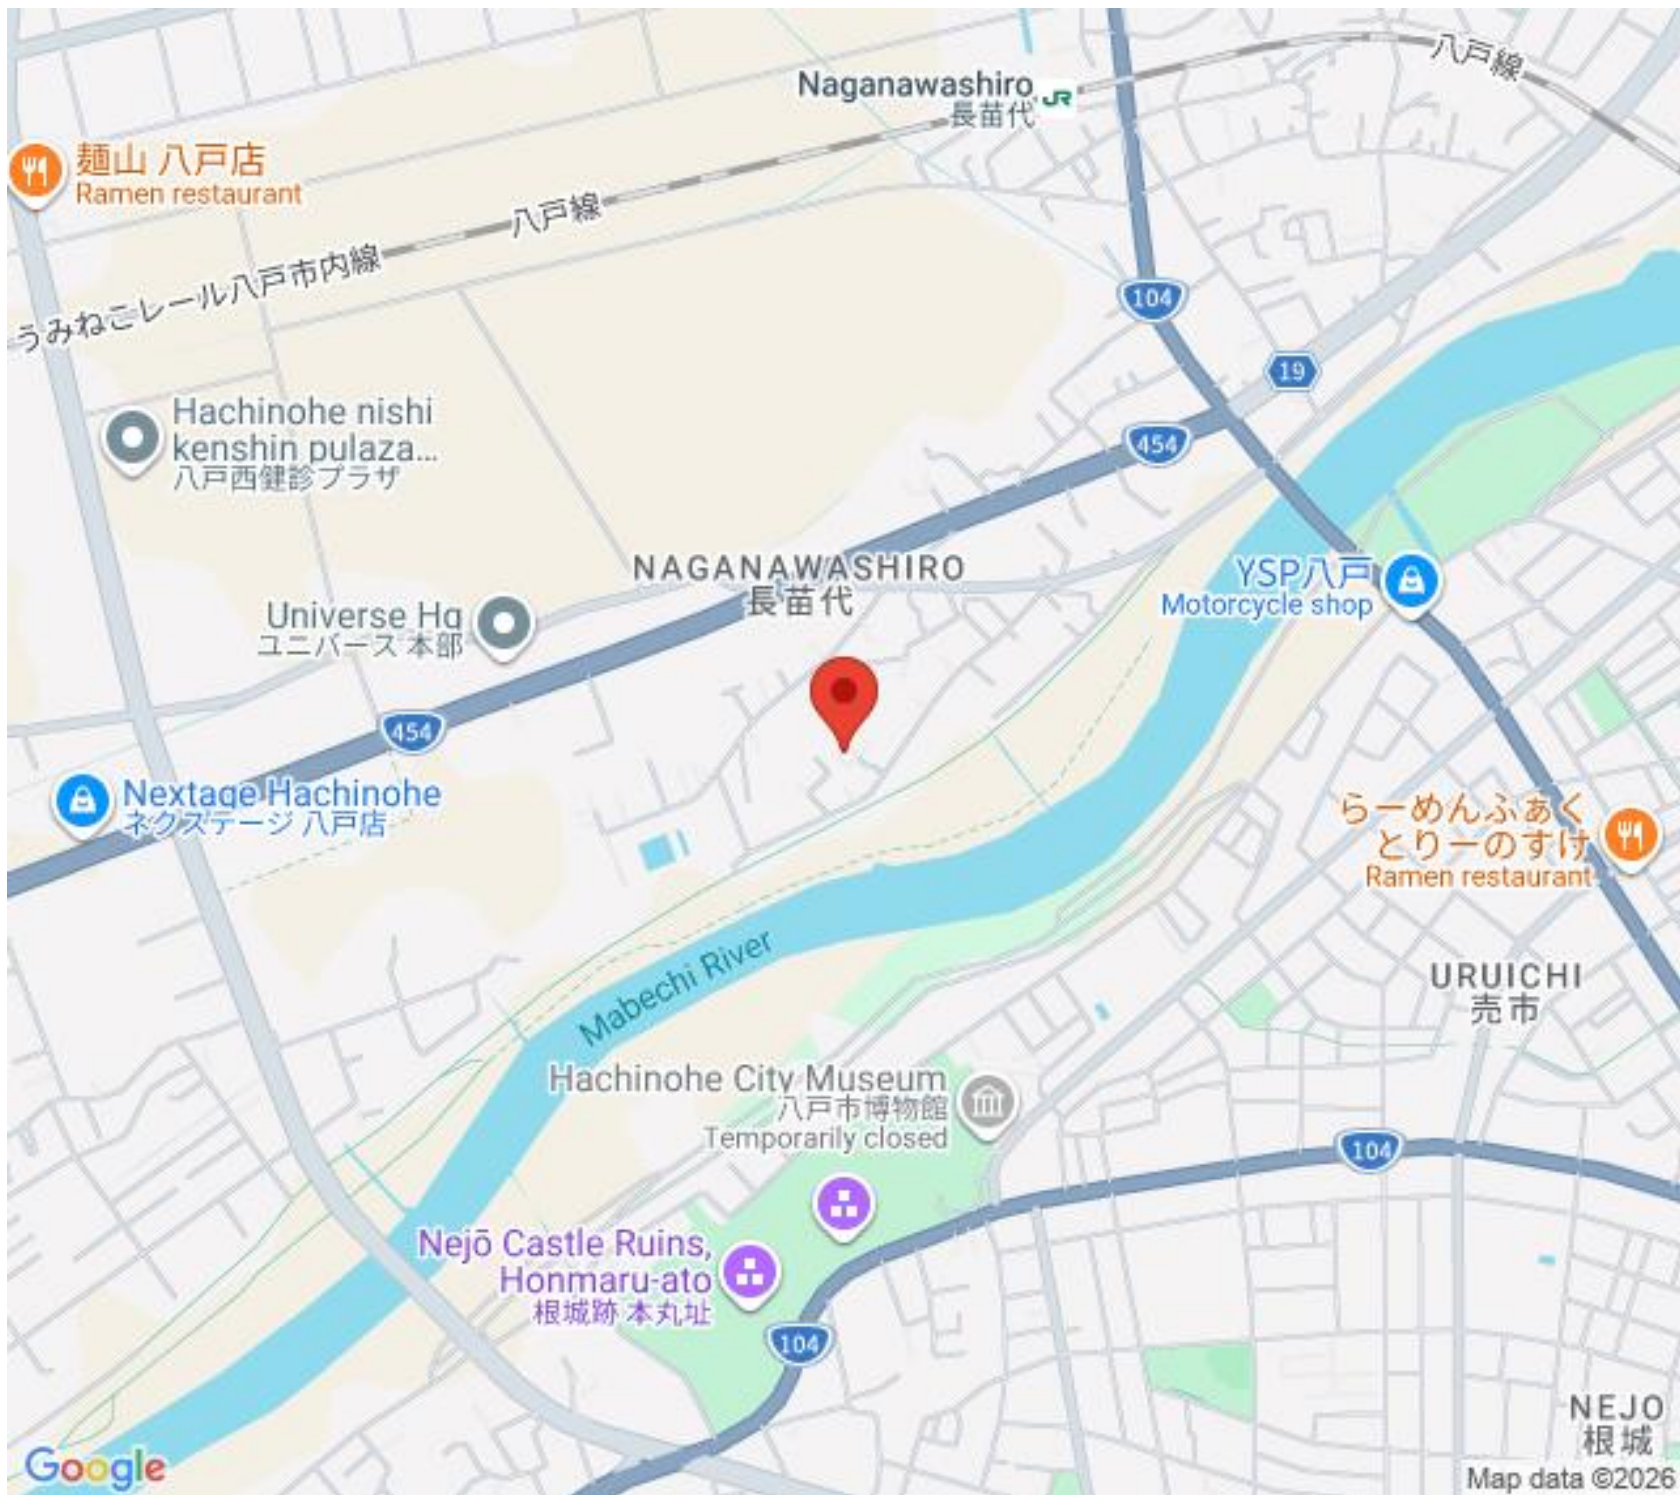 Naganawashiro
長苗代
JR
八戸線
麺山 八戸店
Ramen restaurant
八戸線
うみねこレール八戸市内線
104
19
Hachinohe nishi
kenshin pulaza...
八戸西健診プラザ
454
NAGANAWASHIRO
長苗代
YSP八戸
Motorcycle shop
Universe Hq
ユニバース 本部
454
Nextage Hachinohe
ネクステージ 八戸店
らーめんふぁく
とりーのすけ
Ramen restaurant
Mabechi River
URUICHI
売市
Hachinohe City Museum
八戸市博物館
Temporarily closed
104
Nejō Castle Ruins,
Honmaru-ato
根城跡 本丸址
104
NEJO
根城
Google
Map data ©2026